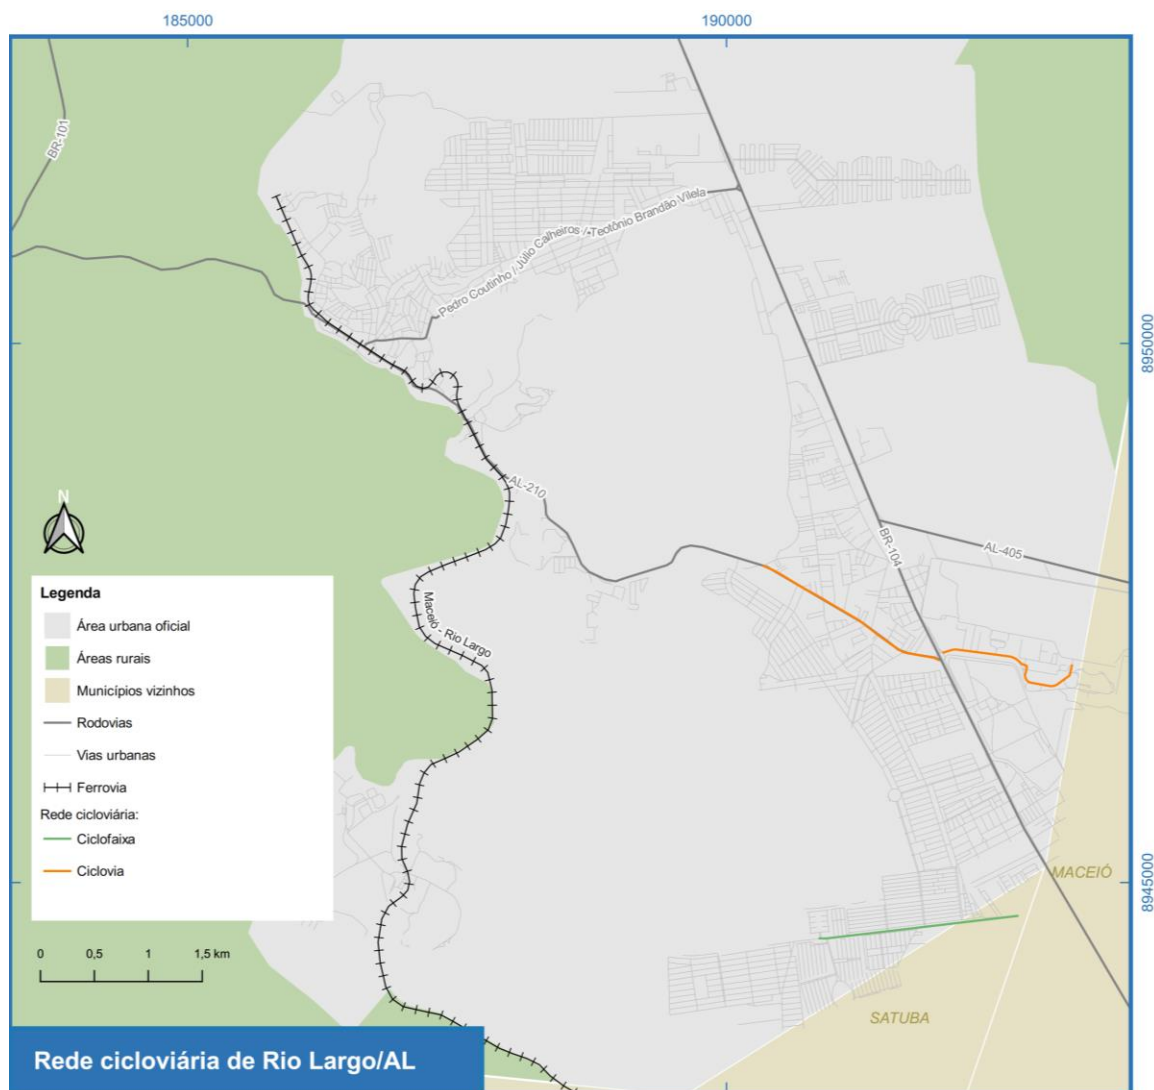 185000
190000
BR-101
Pedro Coutinho / Júlio Calheiros / Teotônio Brandão Vilela
8950000
AL-210
BR-104
AL-405
N
Maceió - Rio Largo
Legenda
Área urbana oficial
Áreas rurais
Municípios vizinhos
Rodovias
Vias urbanas
Ferrovia
Rede cicloviária:
Ciclofaixa
Ciclovia
MACEIÓ
8945000
0 0,5 1 1,5 km
SATUBA
Rede cicloviária de Rio Largo/AL